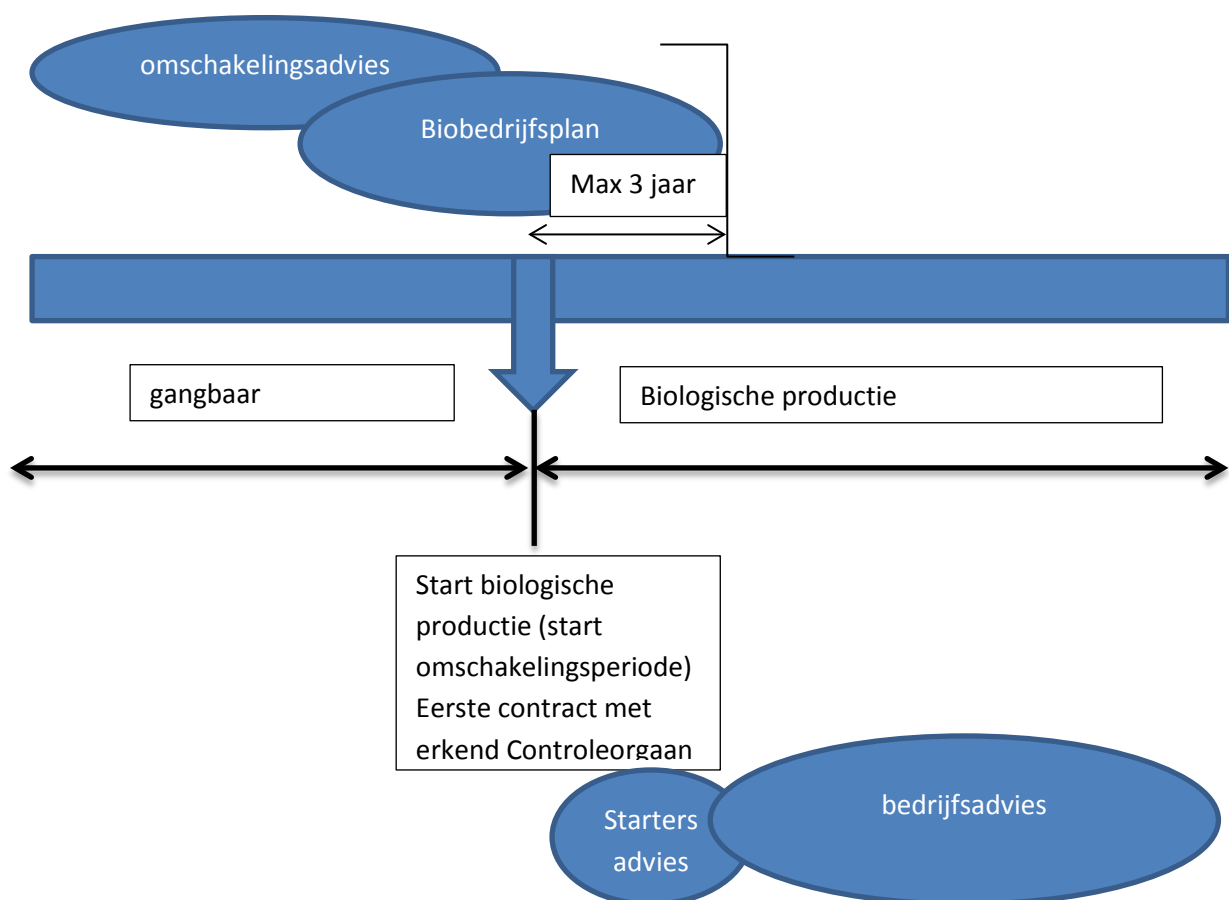 omschakelingsadvies
Biobedrijfsplan
Max 3 jaar
gangbaar
Biologische productie
Start biologische
productie (start
omschakelingsperiode)
Eerste contract met
erkend Controleorgaan
Starters
advies
bedrijfsadvies